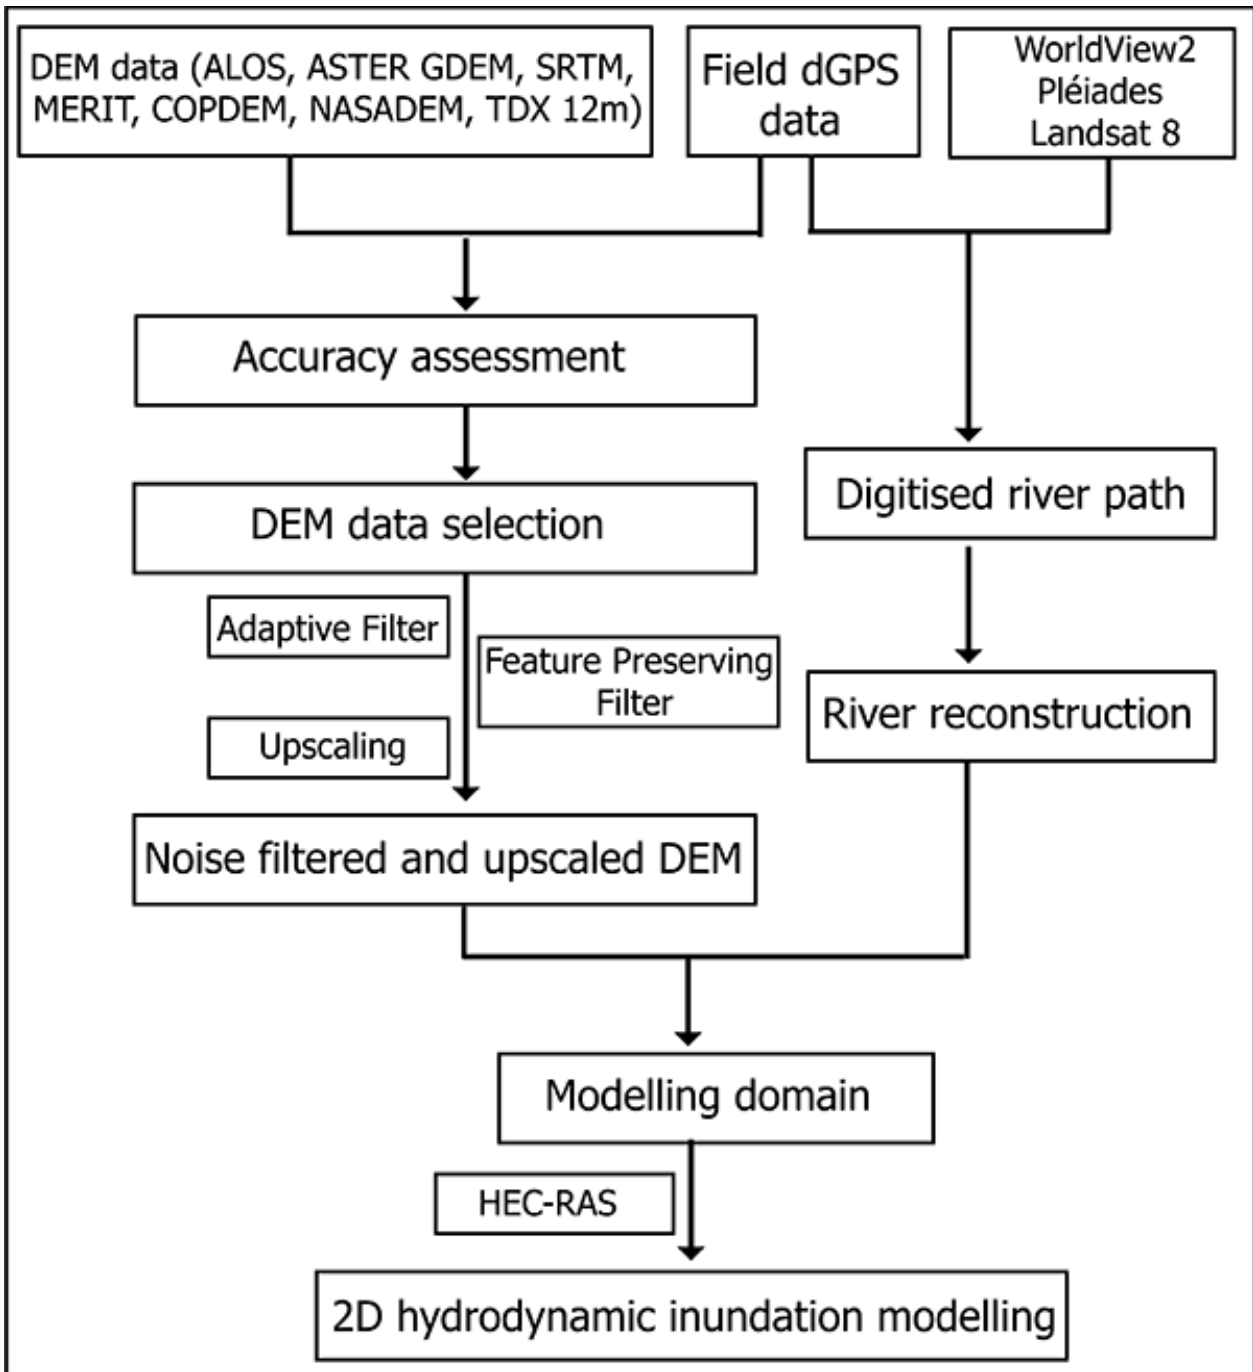 DEM data (ALOS, ASTER GDEM, SRTM,
MERIT, COPDEM, NASADEM, TDX 12m)
Field dGPS
data
WorldView2
Pléiades
Landsat 8
Accuracy assessment
DEM data selection
Digitised river path
Adaptive Filter
Feature Preserving
Filter
Upscaling
River reconstruction
Noise filtered and upscaled DEM
Modelling domain
HEC-RAS
2D hydrodynamic inundation modelling